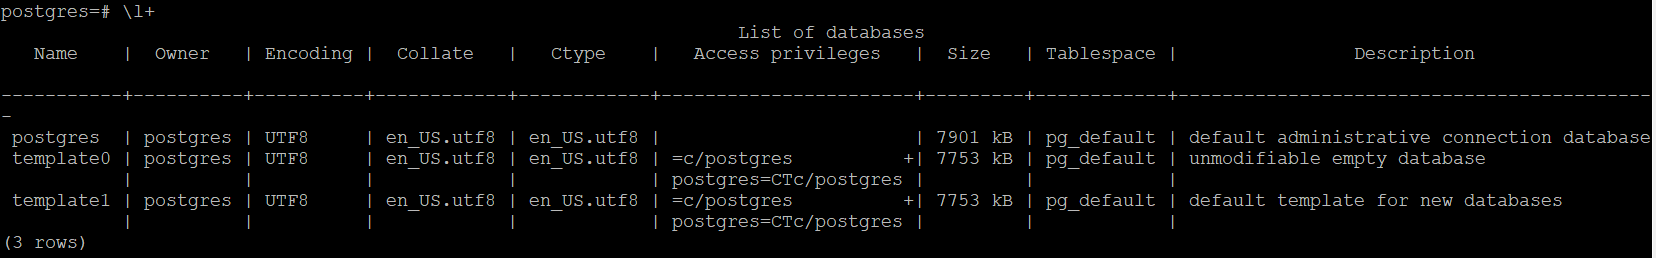 postgres=# \l+
                                                                   List of databases
   Name    |  Owner   | Encoding |  Collate   |   Ctype    |   Access privileges   |  Size   | Tablespace |                Description                 
-----------+----------+----------+------------+------------+-----------------------+---------+------------+-------------------------------------------
-
 postgres  | postgres | UTF8     | en_US.utf8 | en_US.utf8 |                       | 7901 kB | pg_default | default administrative connection database
 template0 | postgres | UTF8     | en_US.utf8 | en_US.utf8 | =c/postgres          +| 7753 kB | pg_default | unmodifiable empty database
           |          |          |            |            | postgres=CTc/postgres |         |            | 
 template1 | postgres | UTF8     | en_US.utf8 | en_US.utf8 | =c/postgres          +| 7753 kB | pg_default | default template for new databases
           |          |          |            |            | postgres=CTc/postgres |         |            | 
(3 rows)